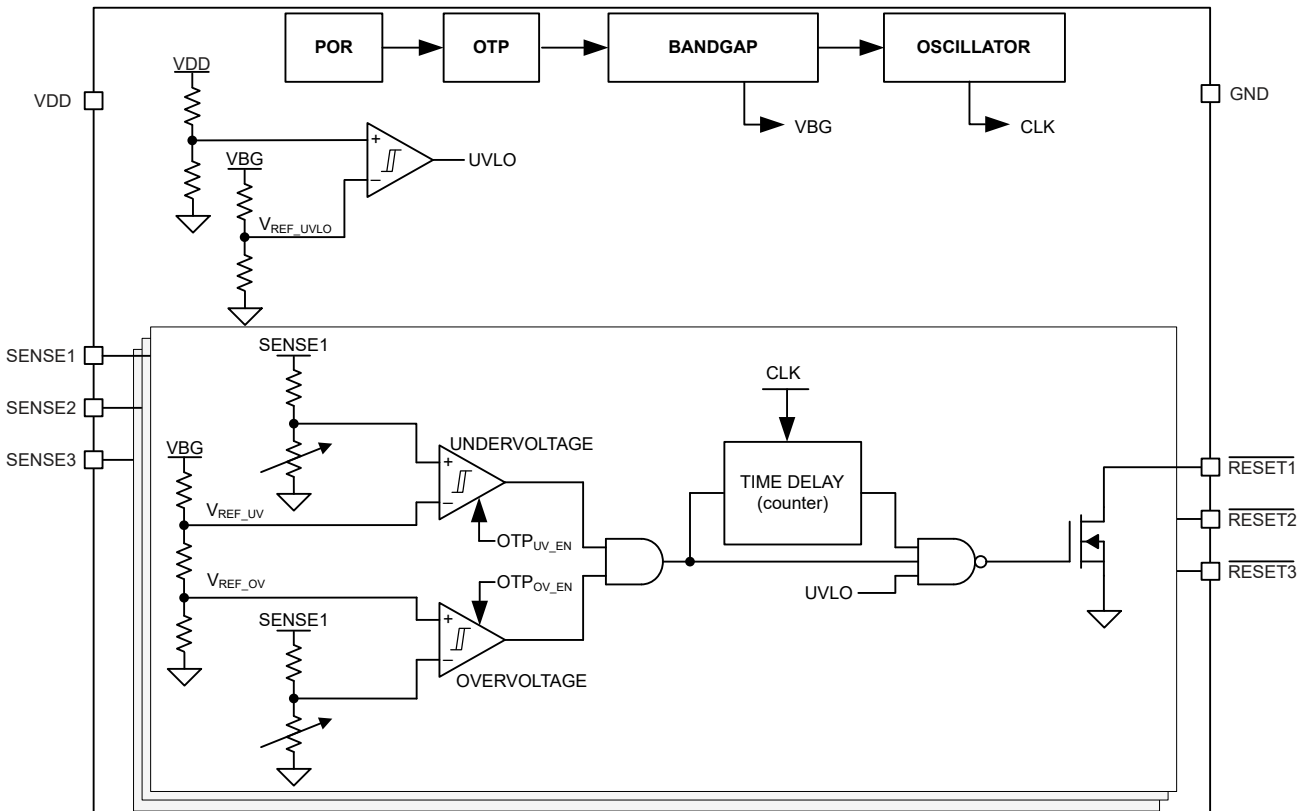 POR
OTP
BANDGAP
OSCILLATOR
VDD
VDD
GND
VBG
CLK
+
−
UVLO
VBG
VREF_UVLO
SENSE1
SENSE2
SENSE3
SENSE1
CLK
UNDERVOLTAGE
VBG
+
−
TIME DELAY
(counter)
RESET1
VREF_UV
RESET2
OTPUV_EN
VREF_OV
OTPOV_EN
RESET3
UVLO
SENSE1
+
−
OVERVOLTAGE